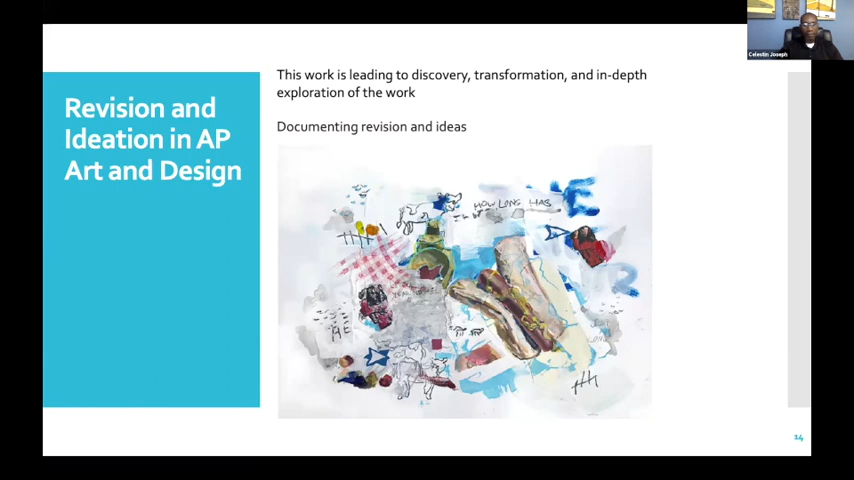 Revision and
Ideation in AP
Art and Design
This work is leading to discovery, transformation, and in-depth
exploration of the work
Documenting revision and ideas
HOW LONG HAS
Celestin Joseph
14